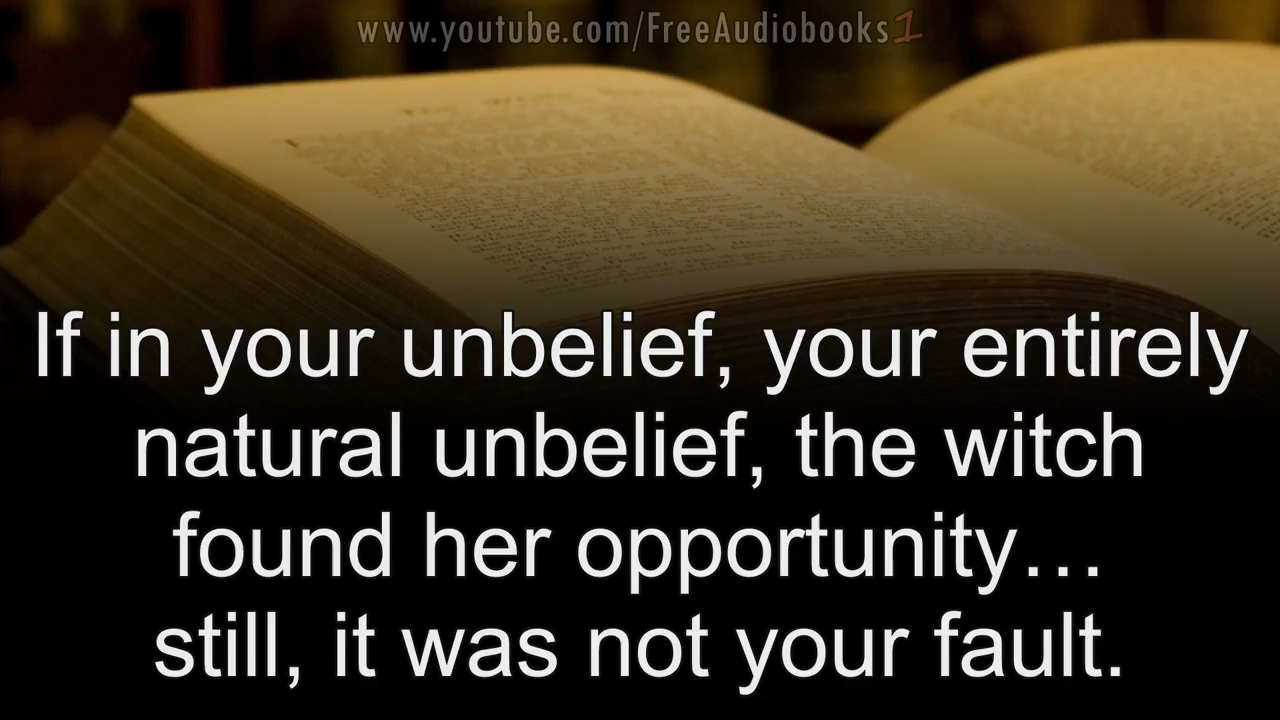 www.youtube.com/FreeAudiobooks1
If in your unbelief, your entirely
natural unbelief, the witch
found her opportunity…
still, it was not your fault.